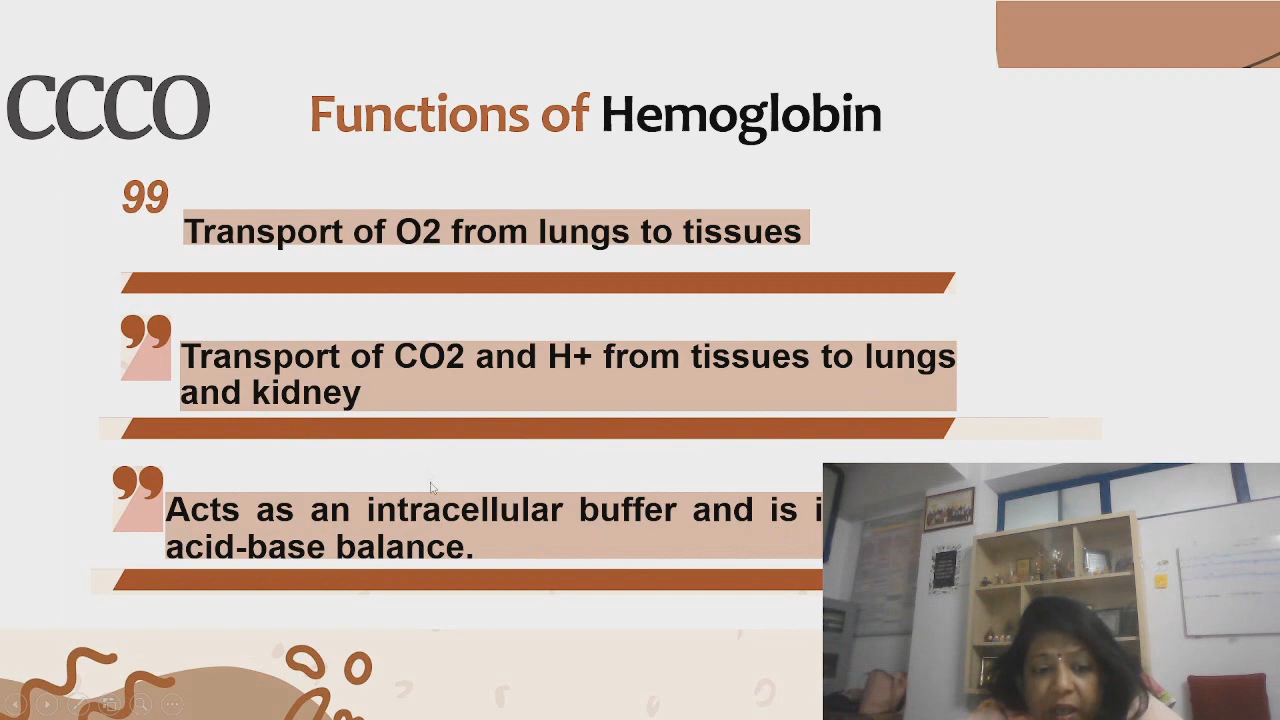 CCCO
Functions of Hemoglobin
99
Transport of O2 from lungs to tissues
Transport of CO2 and H+ from tissues to lungs
and kidney
Acts as an intracellular buffer and is
acid-base balance.